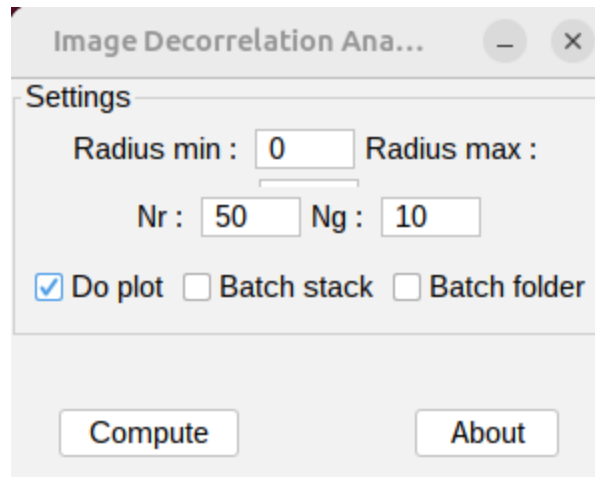 Image Decorrelation Ana...
Settings
Radius min : 0 Radius max :
Nr : 50 Ng : 10
Do plot Batch stack Batch folder
Compute About